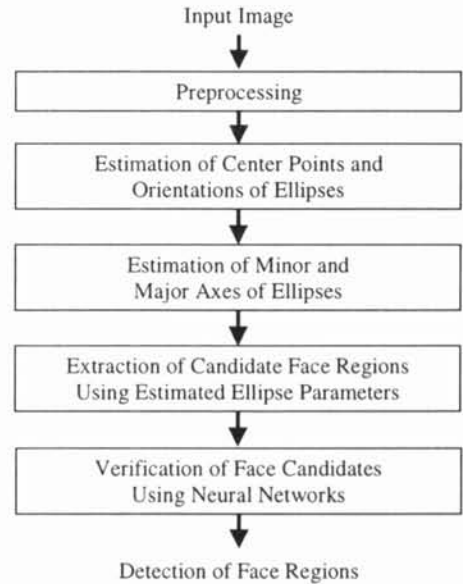 Input Image
Preprocessing
Estimation of Center Points and
Orientations of Ellipses
Estimation of Minor and
Major Axes of Ellipses
Extraction of Candidate Face Regions
Using Estimated Ellipse Parameters
Verification of Face Candidates
Using Neural Networks
Detection of Face Regions